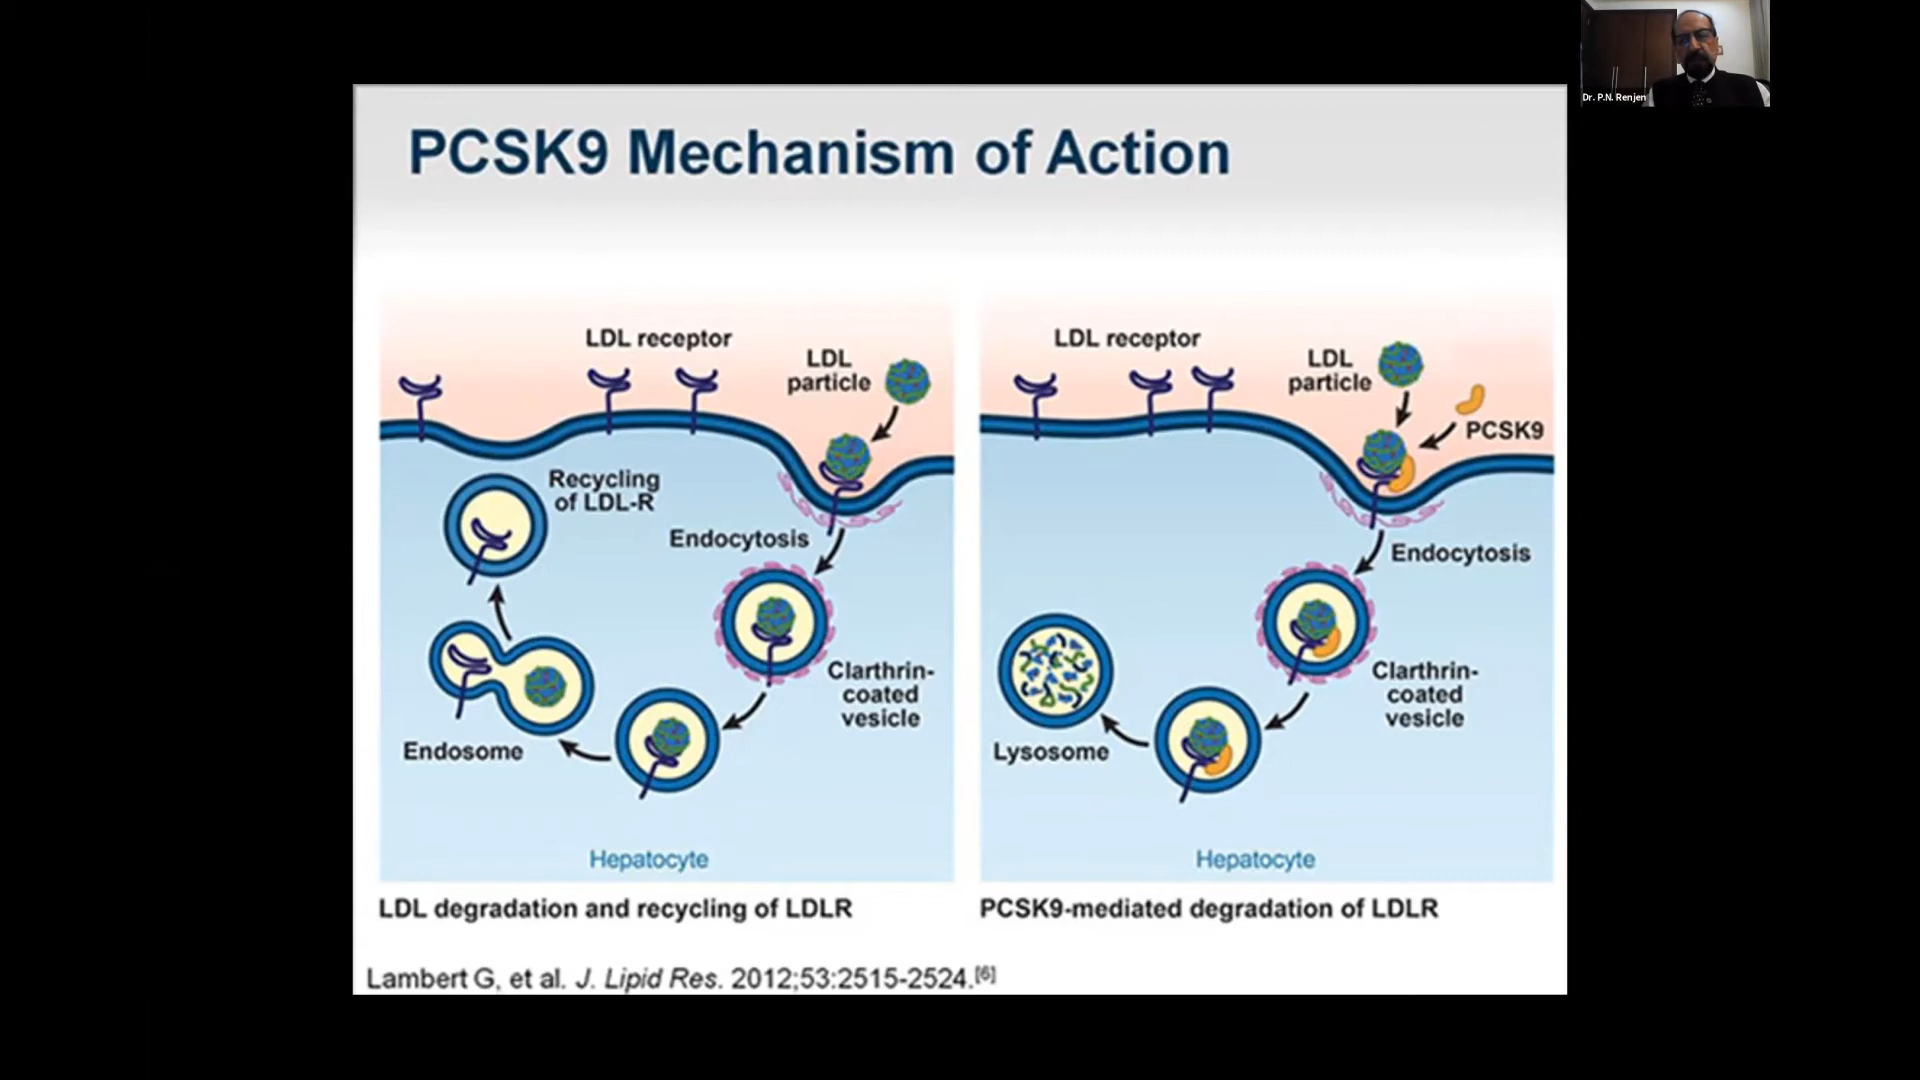 Dr. P.N. Renjen
PCSK9 Mechanism of Action
LDL receptor
LDL
particle
Recycling
of LDL-R
Endocytosis
Clarthrin-
coated
vesicle
Endosome
Hepatocyte
LDL degradation and recycling of LDLR
LDL receptor
LDL
particle
PCSK9
Endocytosis
Clarthrin-
coated
vesicle
Lysosome
Hepatocyte
PCSK9-mediated degradation of LDLR
Lambert G, et al. J. Lipid Res. 2012;53:2515-2524.[6]